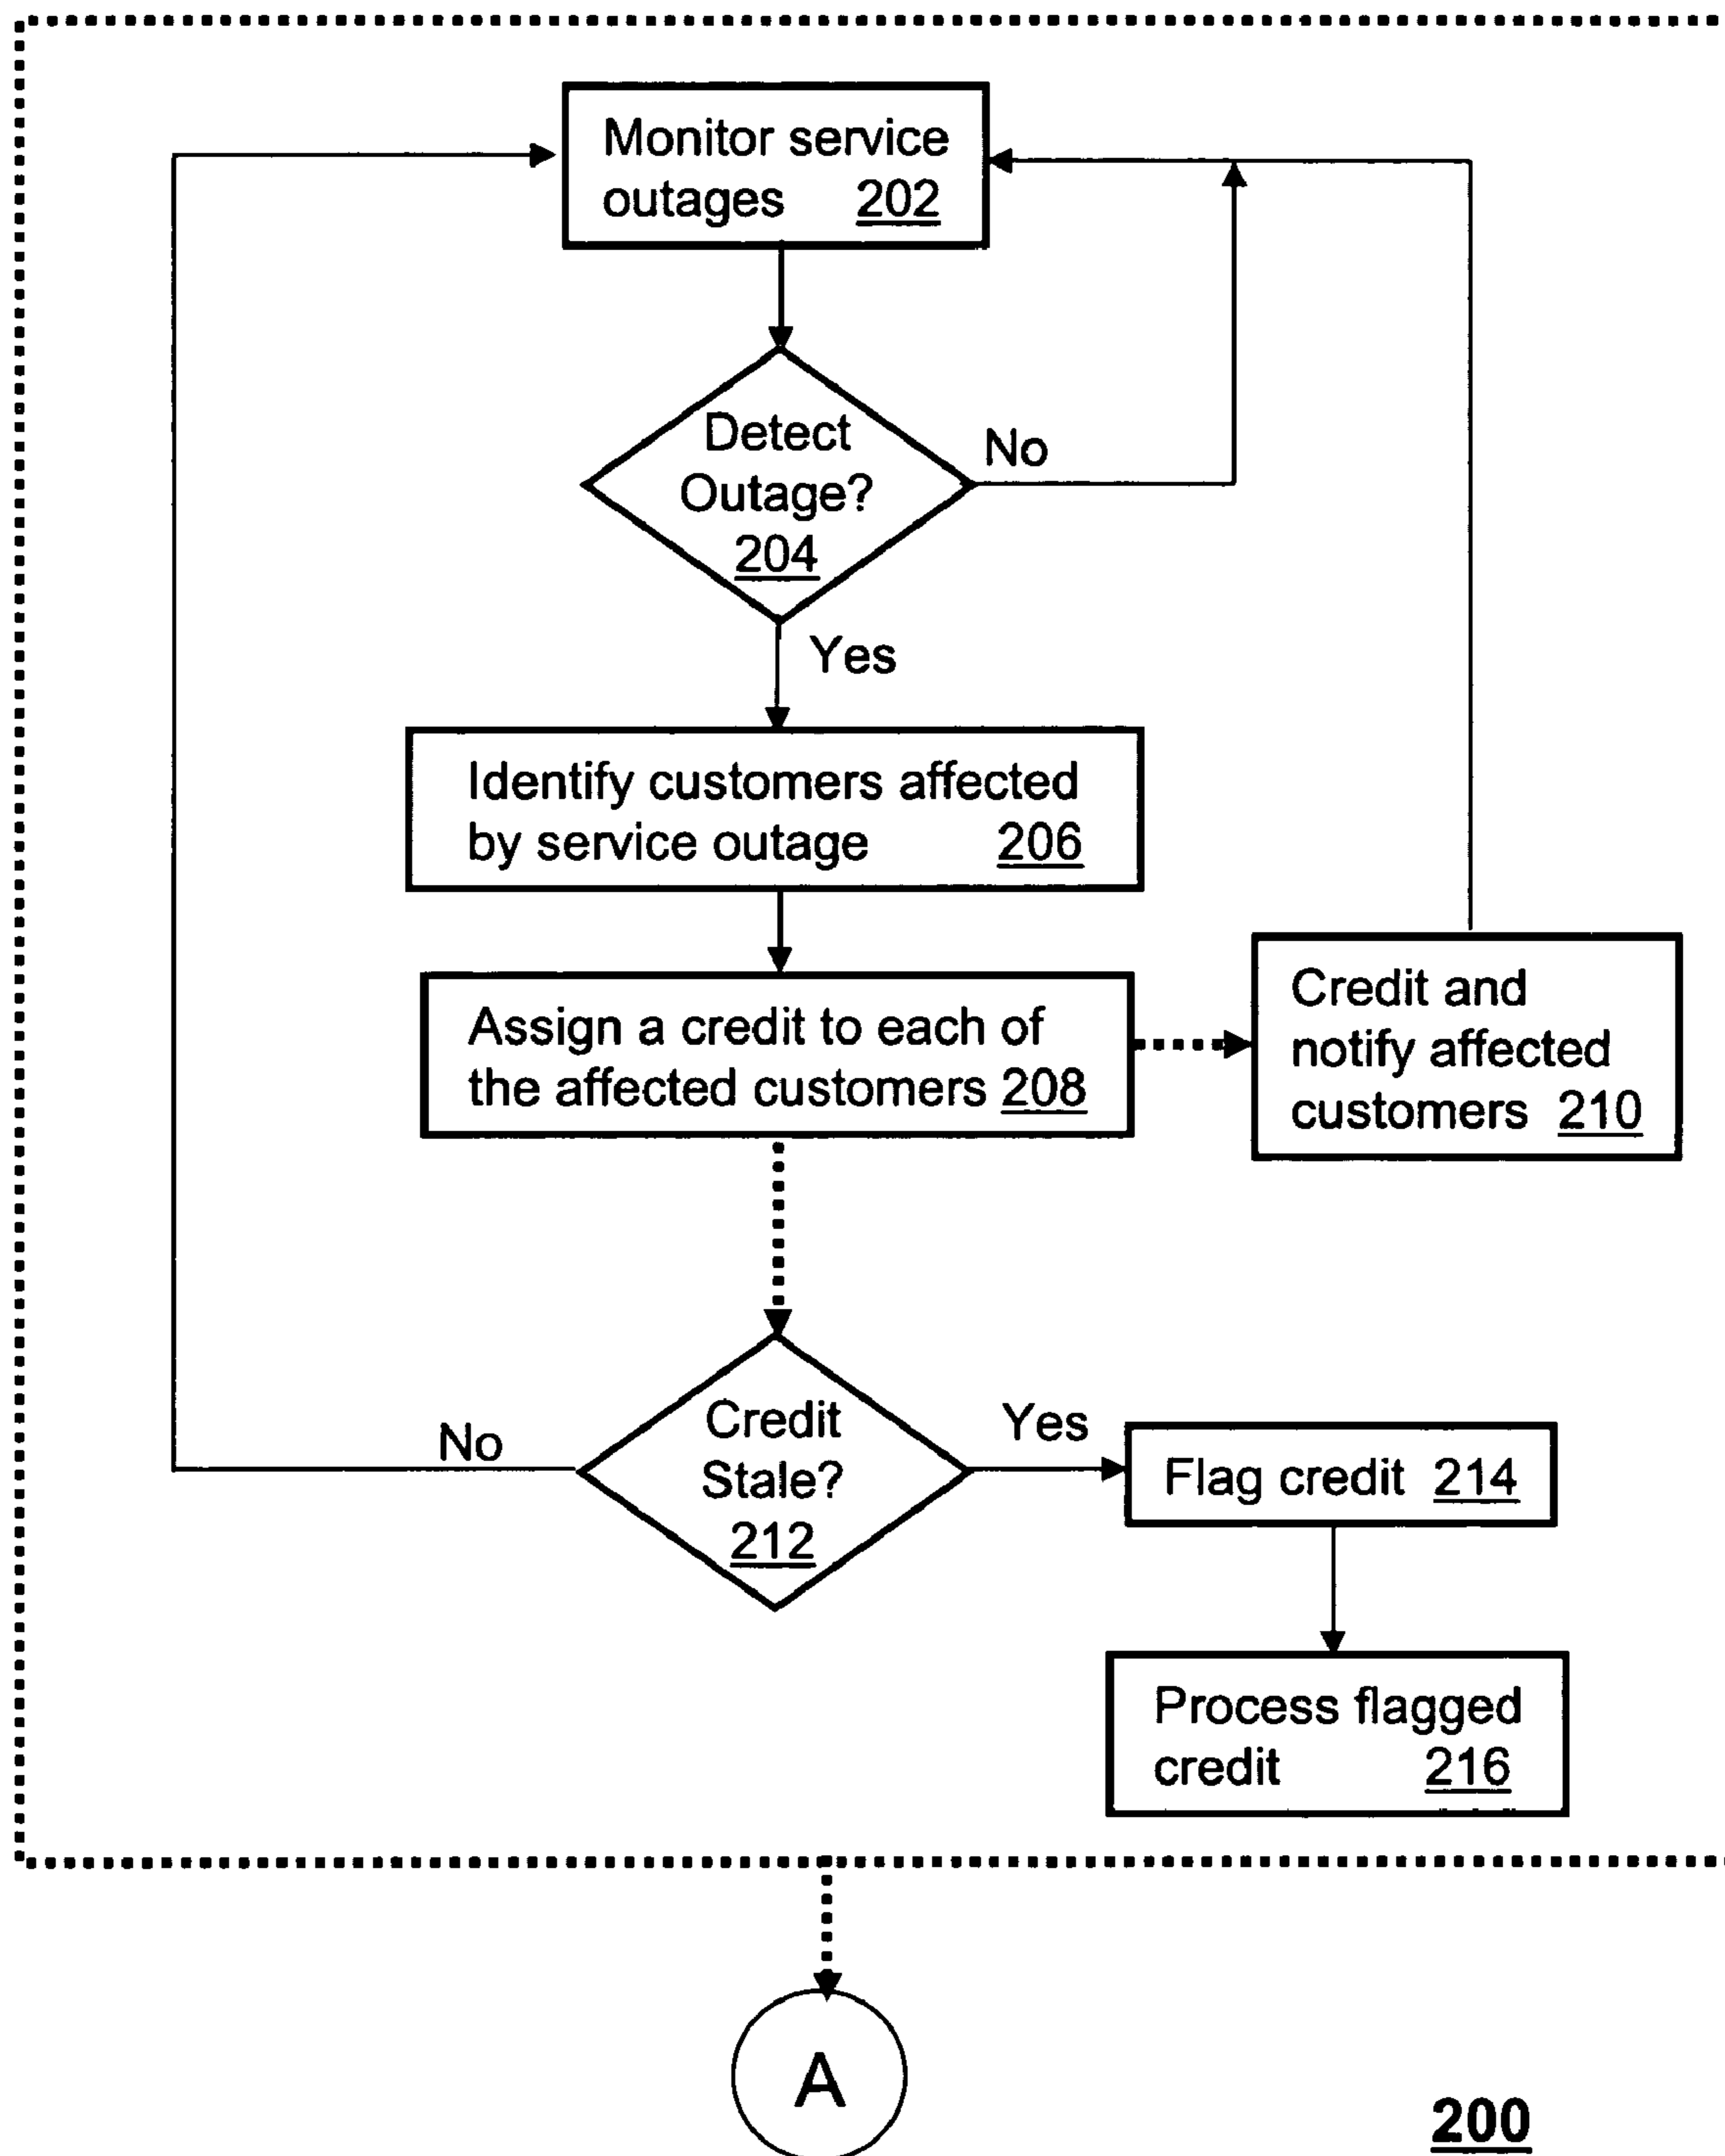 Monitor service
outages 202
Detect
Outage?
204
No
Yes
Identify customers affected
by service outage 206
Assign a credit to each of
the affected customers 208
Credit and
notify affected
customers 210
Credit
Stale?
212
No
Yes
Flag credit 214
Process flagged
credit 216
A
200